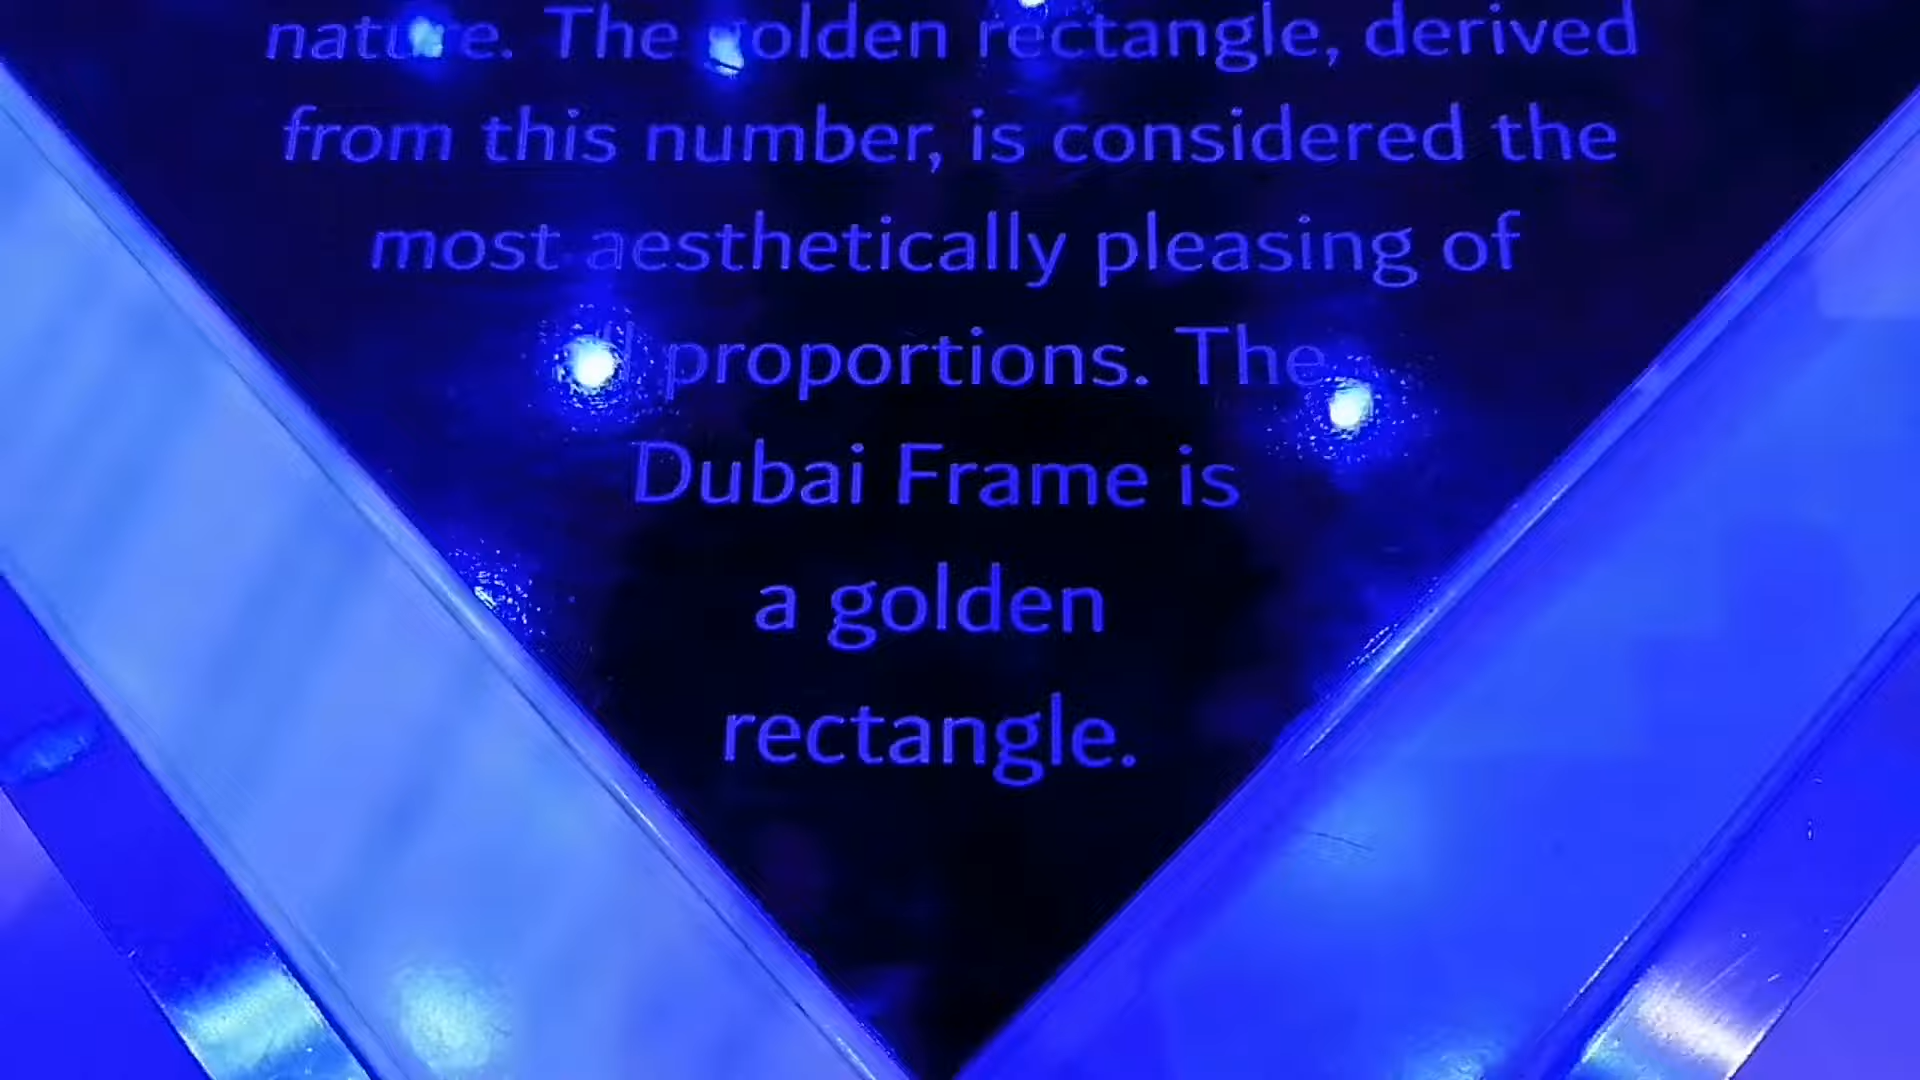 nature. The golden rectangle, derived
from this number, is considered the
most aesthetically pleasing of
proportions. The
Dubai Frame is
a golden
rectangle.